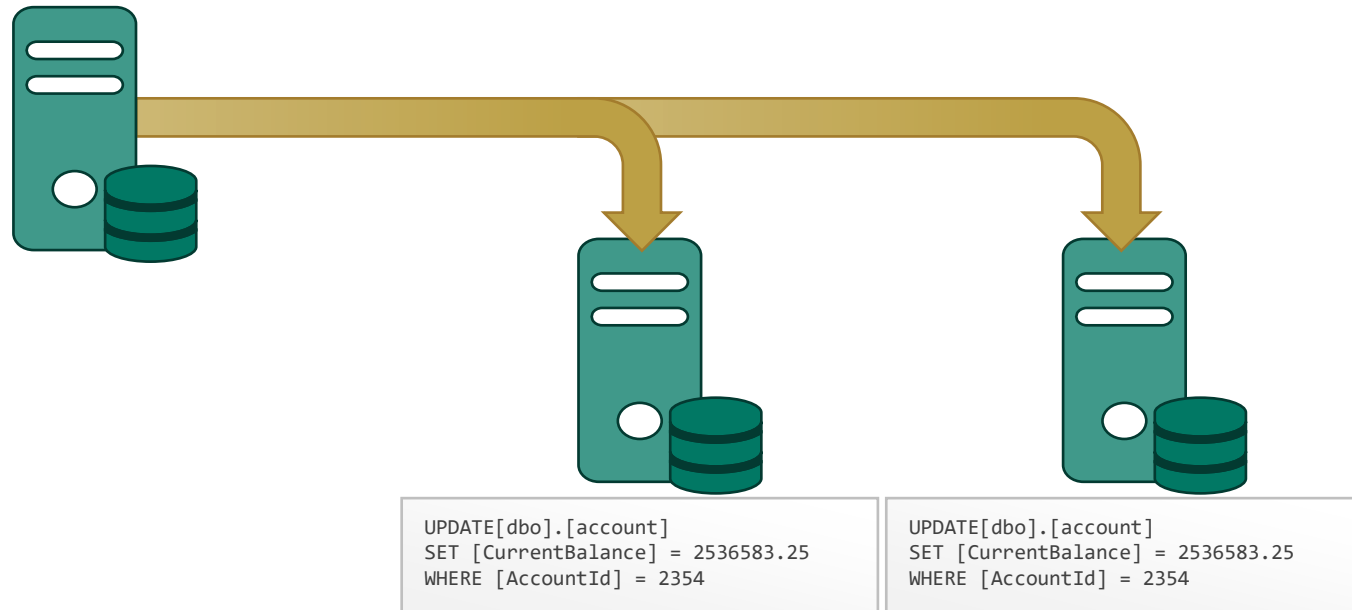 UPDATE[dbo].[account]
SET [CurrentBalance] = 2536583.25
WHERE [AccountId] = 2354
UPDATE[dbo].[account]
SET [CurrentBalance] = 2536583.25
WHERE [AccountId] = 2354